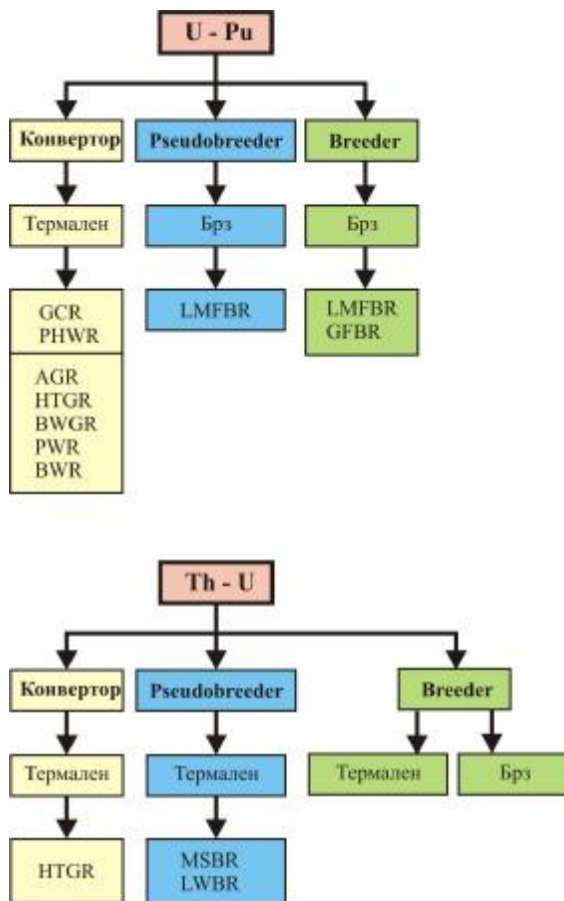 U - Pu
Конвертор
Pseudobreeder
Breeder
Термален
Брз
Брз
GCR
PHWR
AGR
HTGR
BWGR
PWR
BWR
LMFBR
LMFBR
GFBR
Th - U
Конвертор
Pseudobreeder
Breeder
Термален
Термален
Термален
Брз
HTGR
MSBR
LWBR